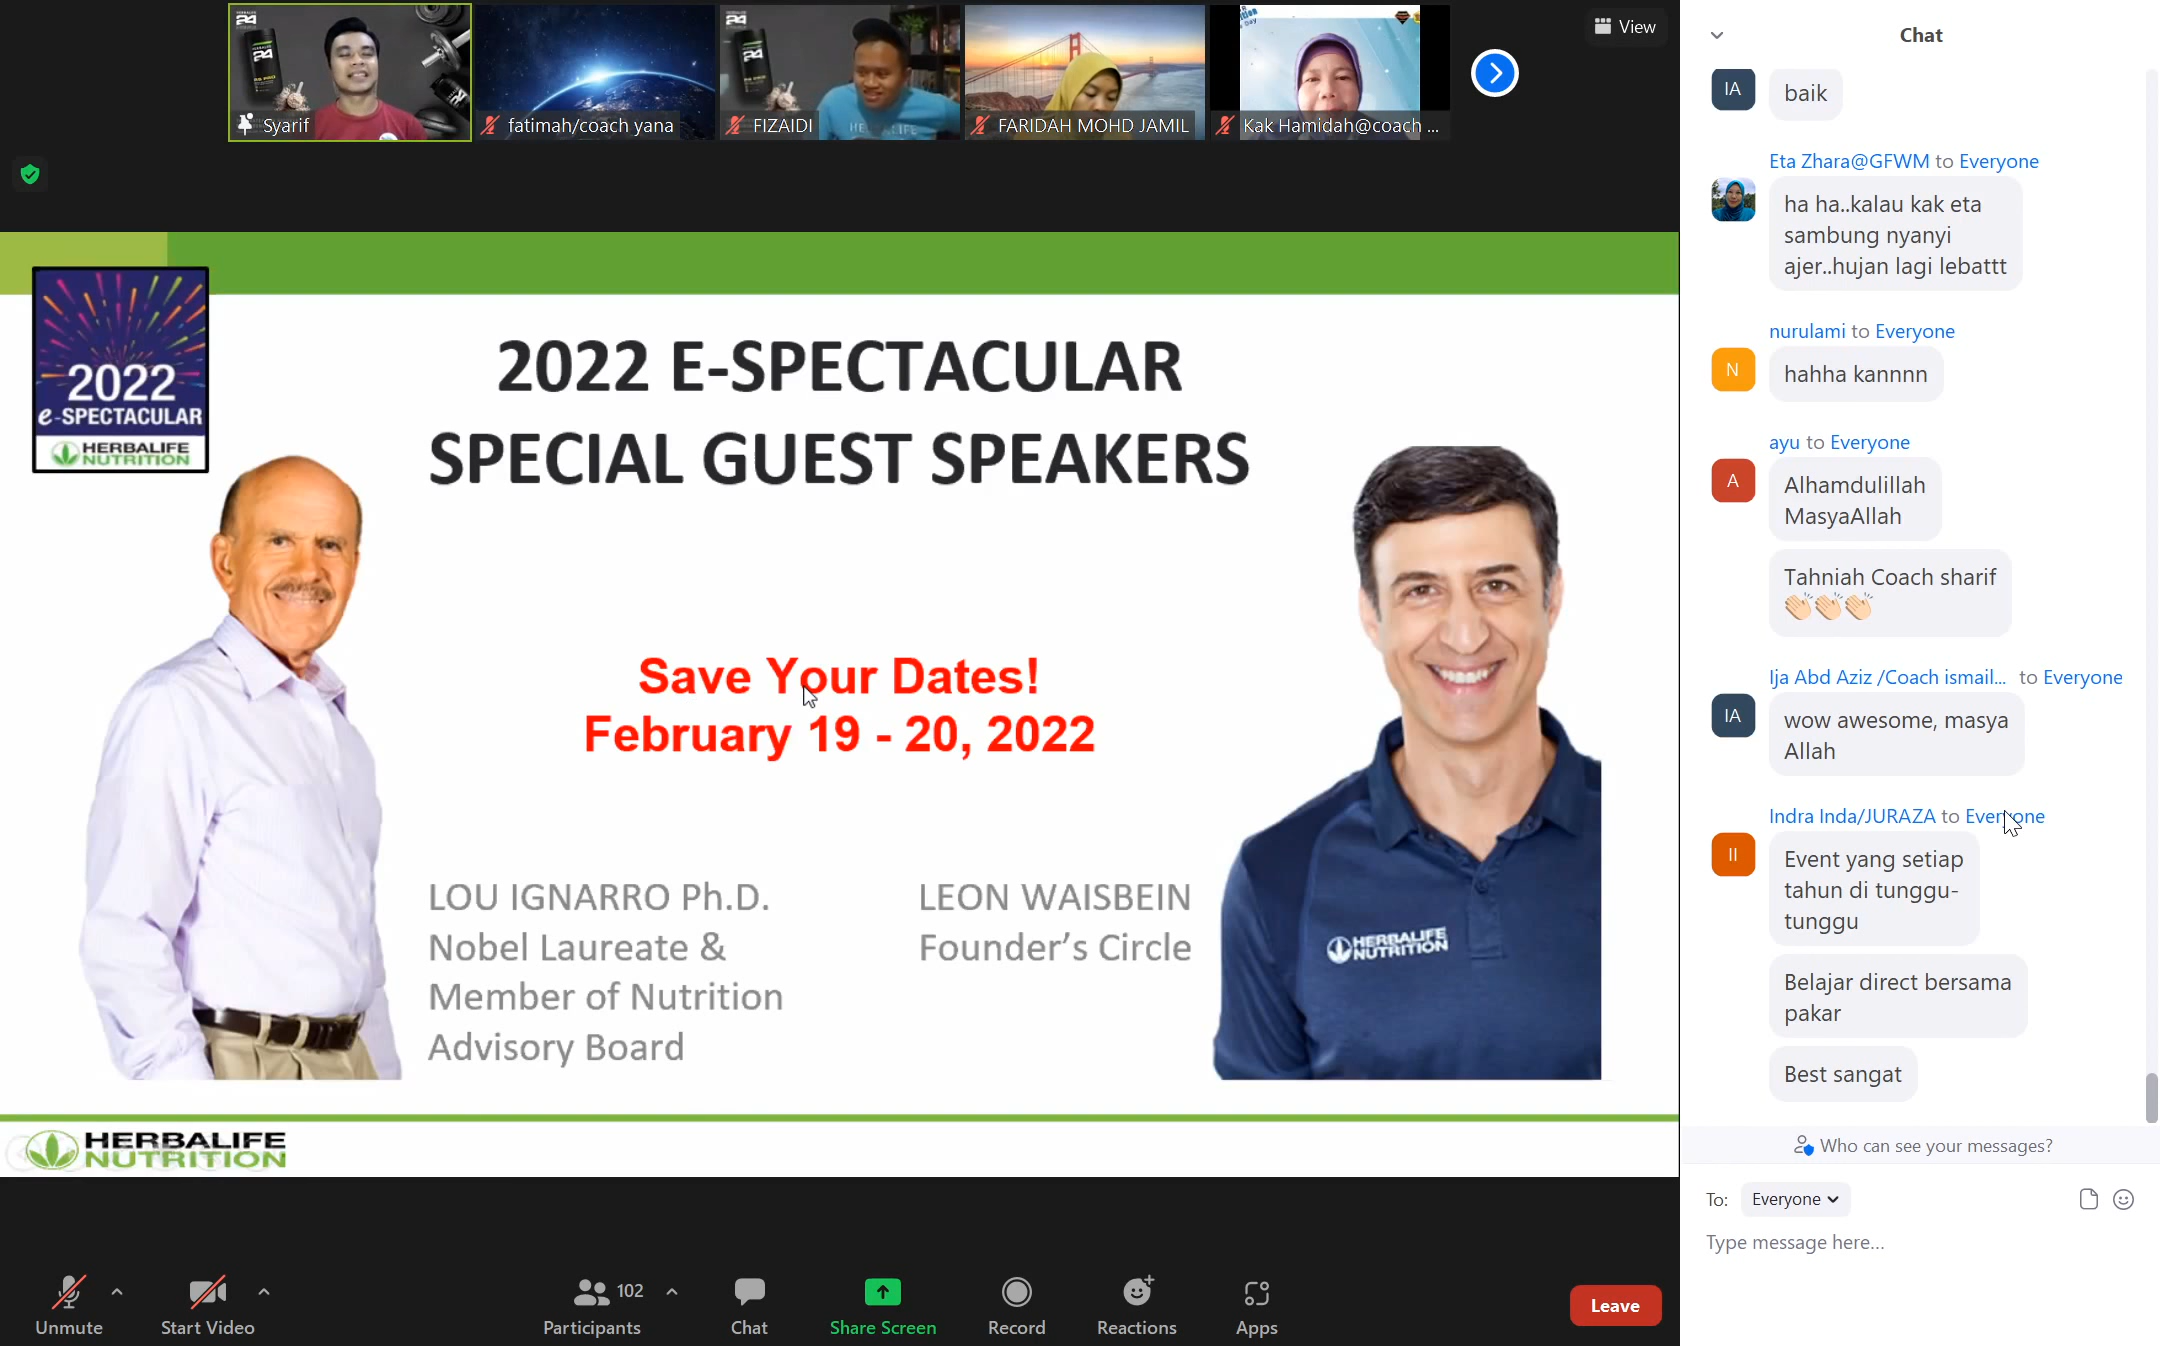 24
24
Syarif
fatimah/coach yana
FIZAIDI
HERBALIFE
FARIDAH MOHD JAMIL
Kak Hamidah@coach ...
View
2022
e-SPECTACULAR
HERBALIFE
NUTRITION
2022 E-SPECTACULAR
SPECIAL GUEST SPEAKERS
Save Your Dates!
February 19 - 20, 2022
LOU IGNARRO Ph.D.
Nobel Laureate &
Member of Nutrition
Advisory Board
LEON WAISBEIN
Founder's Circle
HERBALIFE
NUTRITION
HERBALIFE
NUTRITION
Unmute
Start Video
102
Participants
Chat
Share Screen
Record
Reactions
Apps
Leave
Chat
IA
baik
Eta Zhara@GFWM to Everyone
ha ha..kalau kak eta
sambung nyanyi
ajer..hujan lagi lebattt
nurulami to Everyone
N
hahha kannnn
ayu to Everyone
A
Alhamdulillah
MasyaAllah
Tahniah Coach sharif
👏🏻👏🏻👏🏻
Ija Abd Aziz /Coach ismail... to Everyone
IA
wow awesome, masya
Allah
Indra Inda/JURAZA to Everyone
II
Event yang setiap
tahun di tunggu-
tunggu
Belajar direct bersama
pakar
Best sangat
Who can see your messages?
To: Everyone
Type message here...